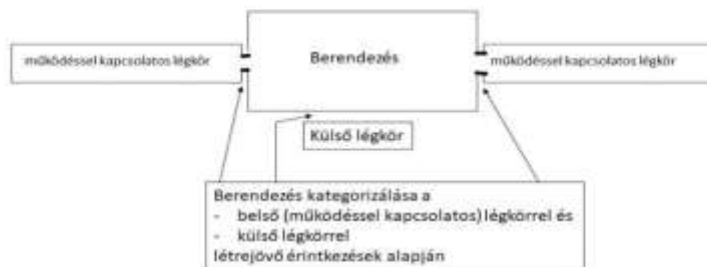 működéssel kapcsolatos légkör
Berendezés
működéssel kapcsolatos légkör
Külső légkör
Berendezés kategorizálása a
- belső (működéssel kapcsolatos) légkörrel és
- külső légkörrel
létrejövő érintkezések alapján